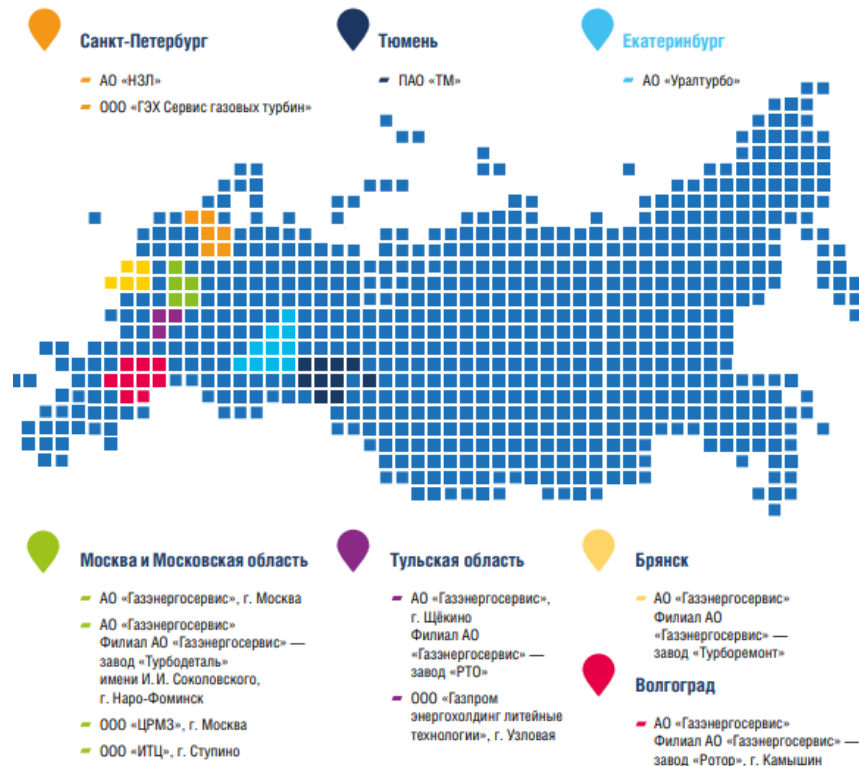 Санкт-Петербург
АО «НЗЛ»
ООО «ГЭХ Сервис газовых турбин»
Тюмень
ПАО «ТМ»
Екатеринбург
АО «Уралтурбо»
Москва и Московская область
АО «Газэнергосервис», г. Москва
АО «Газэнергосервис»
Филиал АО «Газэнергосервис» —
завод «Турбодеталь»
имени И. И. Соколовского,
г. Наро-Фоминск
ООО «ЦРМЗ», г. Москва
ООО «ИТЦ», г. Ступино
Тульская область
АО «Газэнергосервис»,
г. Щёкино
Филиал АО
«Газэнергосервис» —
завод «РТО»
ООО «Газпром
энергохолдинг литейные
технологии», г. Узловая
Брянск
АО «Газэнергосервис»
Филиал АО
«Газэнергосервис» —
завод «Турборемонт»
Волгоград
АО «Газэнергосервис»
Филиал АО «Газэнергосервис» —
завод «Ротор», г. Камышин